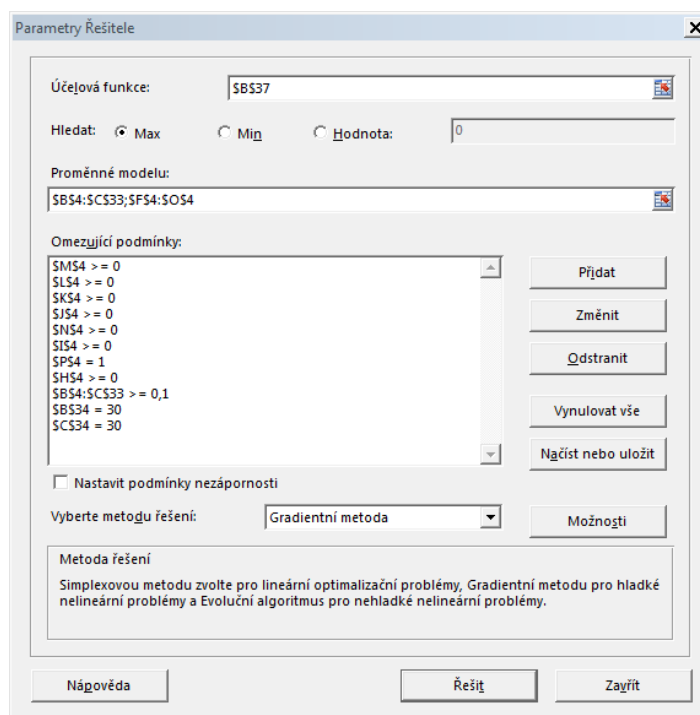 Parametry Řešitele
Účelová funkce: $B$37
Hledat: Max Min Hodnota: 0
Proměnné modelu:
$B$4:$C$33;$F$4:$O$4
Omezující podmínky:
$M$4 >= 0
$L$4 >= 0
$K$4 >= 0
$J$4 >= 0
$N$4 >= 0
$I$4 >= 0
$P$4 = 1
$H$4 >= 0
$B$4:$C$33 >= 0,1
$B$34 = 30
$C$34 = 30
Přidat
Změnit
Odstranit
Vynulovat vše
Načíst nebo uložit
Nastavit podmínky nezápornosti
Vyberte metodu řešení: Gradientní metoda
Možnosti
Metoda řešení
Simplexovou metodu zvolte pro lineární optimalizační problémy, Gradientní metodu pro hladké
nelineární problémy a Evoluční algoritmus pro nehladké nelineární problémy.
Nápověda
Řešit
Zavřít